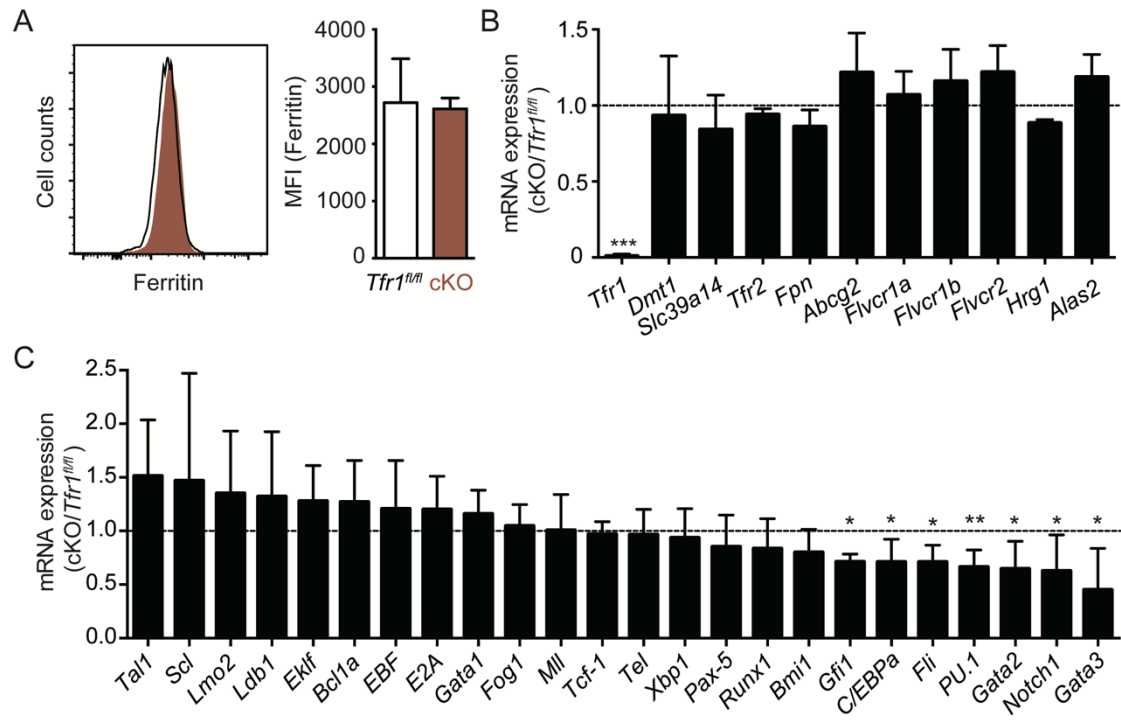 A
Cell counts
Ferritin
MFI (Ferritin)
4000
3000
2000
1000
0
Tfr1fl/fl cKO
B
mRNA expression
(cKO/Tfr1fl/fl)
1.5
1.0
0.5
0
***
Tfr1
Dmt1
Slc39a14
Tfr2
Fpn
Abcg2
Flvcr1a
Flvcr1b
Flvcr2
Hrg1
Alas2
C
mRNA expression
(cKO/Tfr1fl/fl)
2.5
2.0
1.5
1.0
0.5
0.0
* * * ** * * *
Tal1
Scl
Lmo2
Ldb1
Eklf
Bcl1a
EBF
E2A
Gata1
Fog1
Mll
Tcf-1
Tel
Xbp1
Pax-5
Runx1
Bmi1
Gfi1
C/EBPa
Fli
PU.1
Gata2
Notch1
Gata3